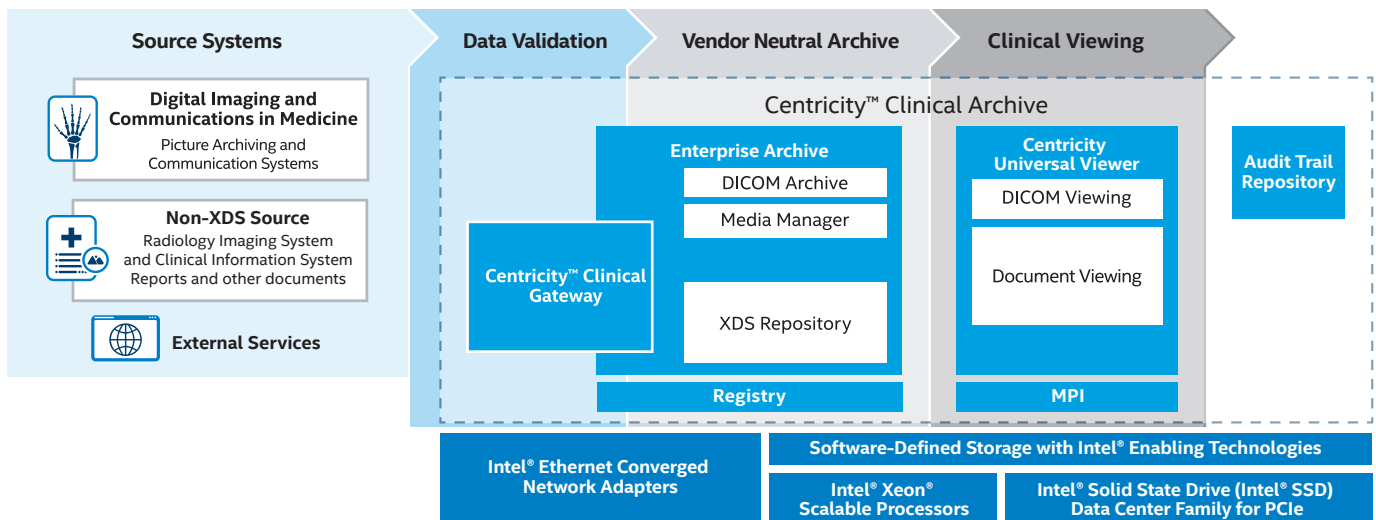 Source Systems
Data Validation
Vendor Neutral Archive
Clinical Viewing
Digital Imaging and
Communications in Medicine
Picture Archiving and
Communication Systems
Non-XDS Source
Radiology Imaging System
and Clinical Information System
Reports and other documents
External Services
Centricity™ Clinical Archive
Centricity™ Clinical
Gateway
Enterprise Archive
DICOM Archive
Media Manager
XDS Repository
Registry
Centricity
Universal Viewer
DICOM Viewing
Document Viewing
MPI
Audit Trail
Repository
Intel® Ethernet Converged
Network Adapters
Software-Defined Storage with Intel® Enabling Technologies
Intel® Xeon®
Scalable Processors
Intel® Solid State Drive (Intel® SSD)
Data Center Family for PCIe